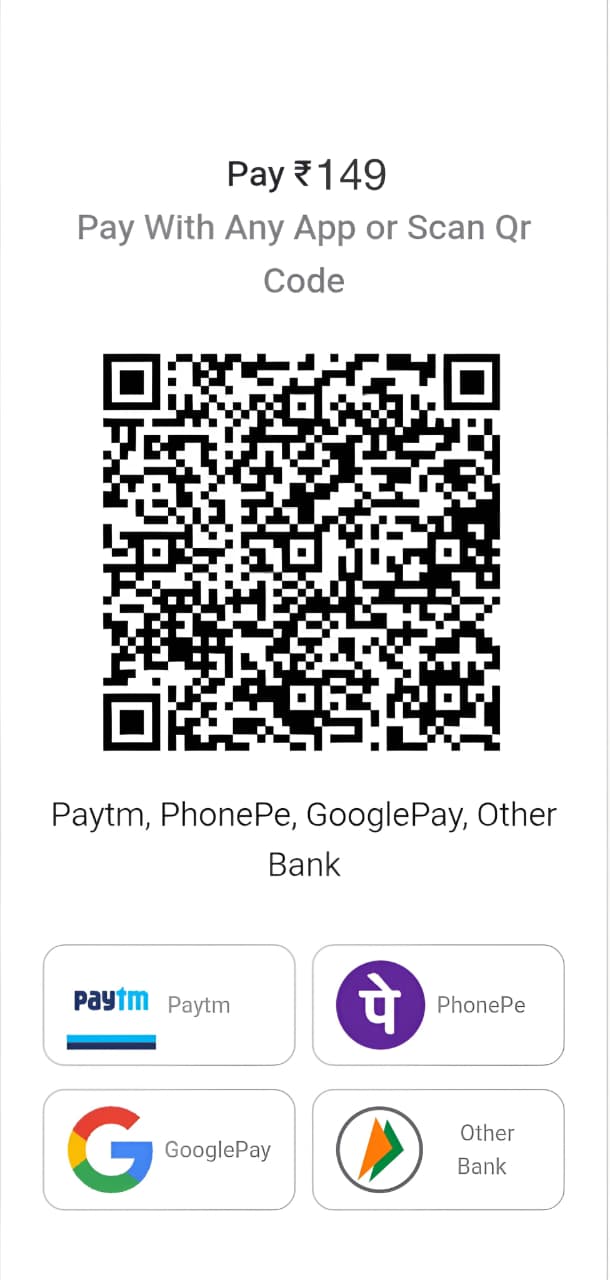 Pay ₹149
Pay With Any App or Scan Qr
Code
Paytm, PhonePe, GooglePay, Other
Bank
paytm Paytm
पे PhonePe
G GooglePay
Other
Bank